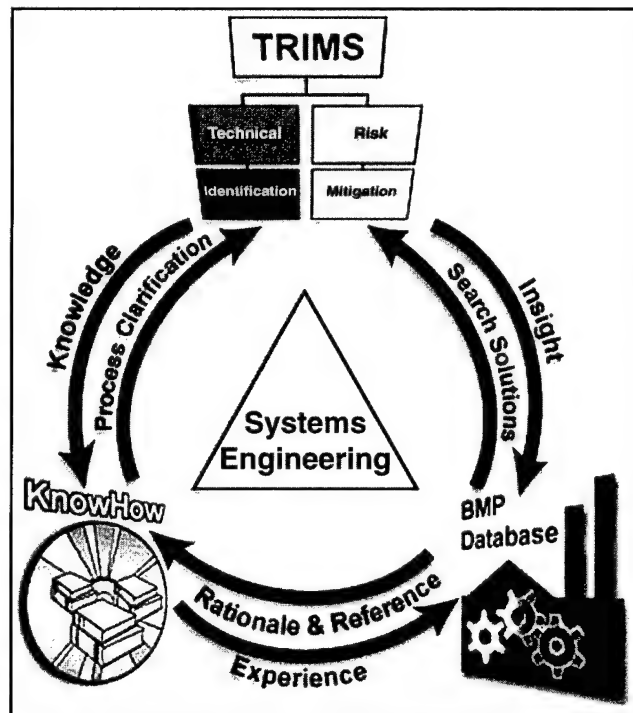 TRIMS
Technical
Risk
Identification
Mitigation
Knowledge
Process Clarification
Insight
Search Solutions
Systems
Engineering
KnowHow
BMP
Database
Rationale & Reference
Experience